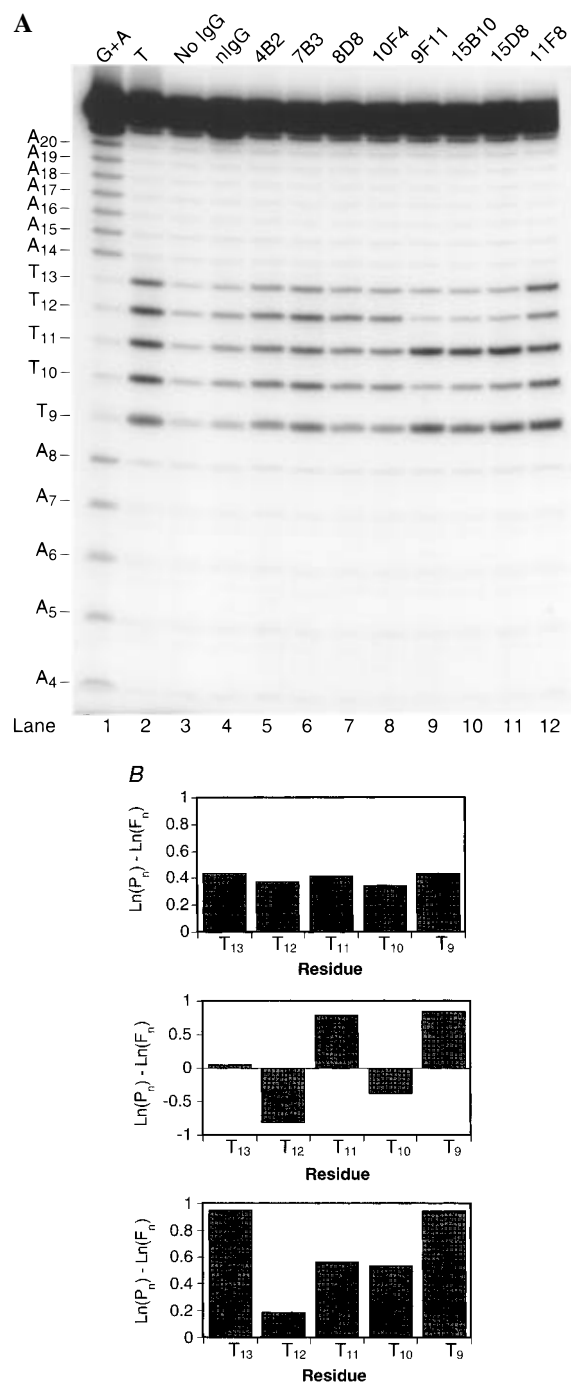 A
G+A T No IgG nIgG 4B2 7B3 8D8 10F4 9F11 15B10 15D8 11F8
A20
A19
A18
A17
A16
A15
A14
T13
T12
T11
T10
T9
A8
A7
A6
A5
A4
Lane 1 2 3 4 5 6 7 8 9 10 11 12
B
Ln(Pn) - Ln(Fn)
1
0.8
0.6
0.4
0.2
0
T13 T12 T11 T10 T9
Residue
Ln(Pn) - Ln(Fn)
1
0.5
0
-0.5
-1
T13 T12 T11 T10 T9
Residue
Ln(Pn) - Ln(Fn)
1
0.8
0.6
0.4
0.2
0
T13 T12 T11 T10 T9
Residue